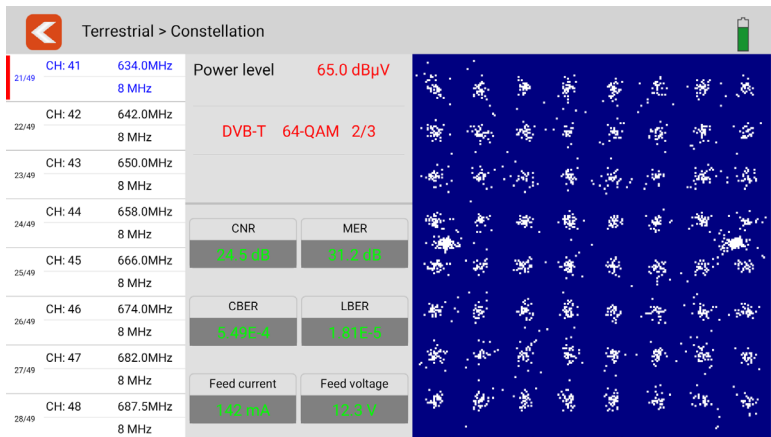 Terrestrial > Constellation
21/49 CH: 41 634.0MHz
8 MHz
22/49 CH: 42 642.0MHz
8 MHz
23/49 CH: 43 650.0MHz
8 MHz
24/49 CH: 44 658.0MHz
8 MHz
25/49 CH: 45 666.0MHz
8 MHz
26/49 CH: 46 674.0MHz
8 MHz
27/49 CH: 47 682.0MHz
8 MHz
28/49 CH: 48 687.5MHz
8 MHz
Power level 65.0 dBµV
DVB-T 64-QAM 2/3
CNR MER
24.5 dB 31.2 dB
CBER LBER
5.49E-4 1.81E-5
Feed current Feed voltage
142 mA 12.3 V